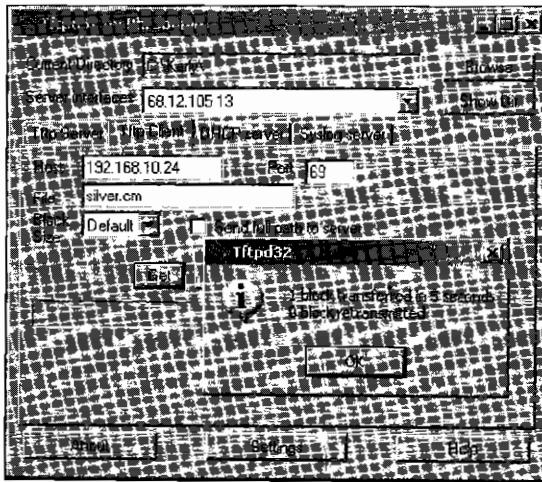 Current Directory
Browse
Server interfaces 68.12.105.13
Show Dir
Tftp Server Tftp Client DHCP server Syslog server
Host 192.168.10.24 Port 69
File silver.cm
Block Size Default Send full path to server
Get
Tftpd32
1 block transferred in 3 seconds
0 block retransmitted
OK
About Settings Help